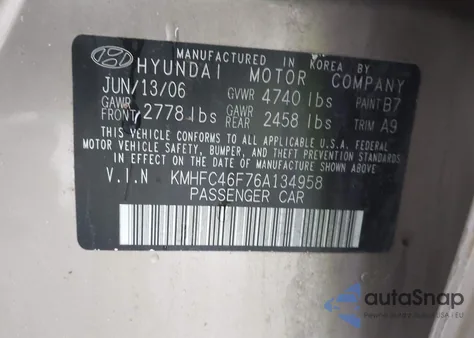 MANUFACTURED IN KOREA BY
HYUNDAI MOTOR COMPANY
JUN/13/06 GVWR 4740 lbs PAINT B7
GAWR FRONT 2778 lbs GAWR REAR 2458 lbs TRIM A9
THIS VEHICLE CONFORMS TO ALL APPLICABLE U.S. FEDERAL
MOTOR VEHICLE SAFETY, BUMPER, AND THEFT PREVENTION STANDARDS
IN EFFECT ON THE DATE OF MANUFACTURE SHOWN ABOVE
V.I.N KMHFC46F76A134958
PASSENGER CAR
autoSnap